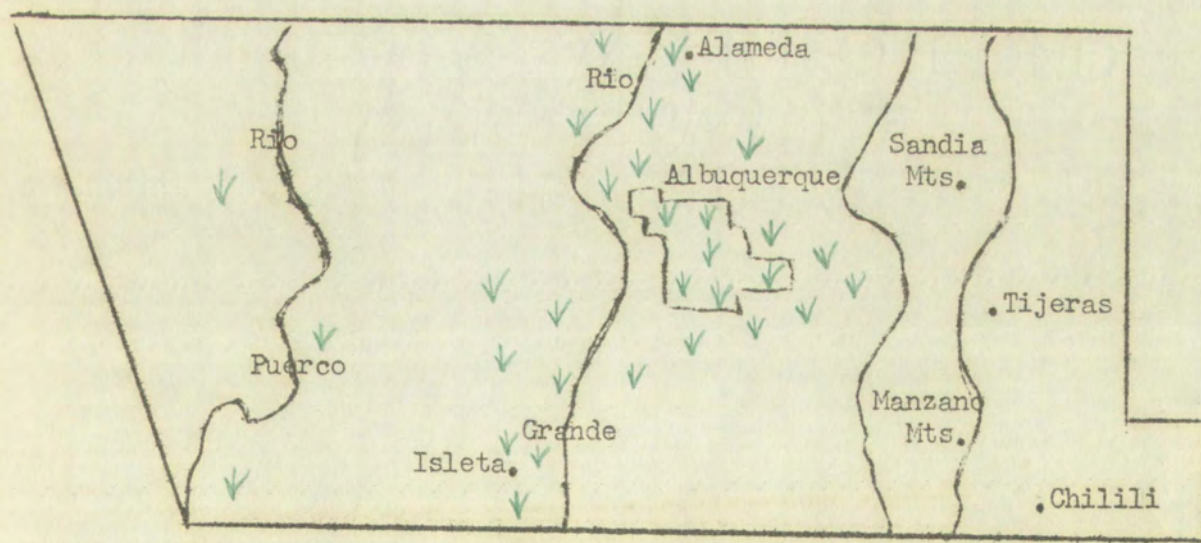 Alameda
Rio
Rio
Sandia
Mts.
Albuquerque
Tijeras
Puerco
Manzano
Mts.
Grande
Isleta
Chilili